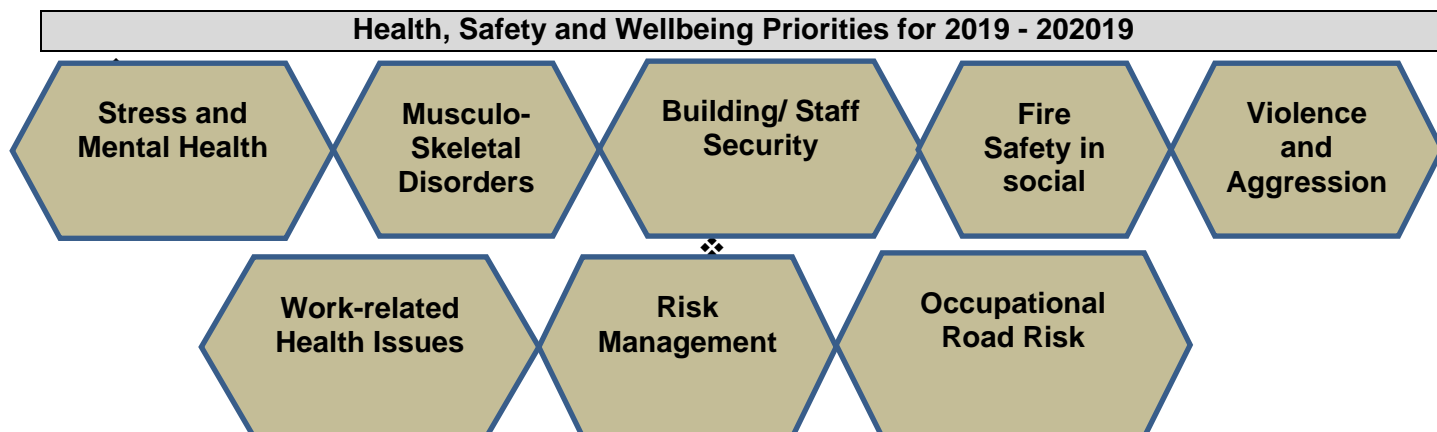 Health, Safety and Wellbeing Priorities for 2019 - 202019
Stress and
Mental Health
Musculo-
Skeletal
Disorders
Building/ Staff
Security
Fire
Safety in
social
Violence
and
Aggression
Work-related
Health Issues
Risk
Management
Occupational
Road Risk